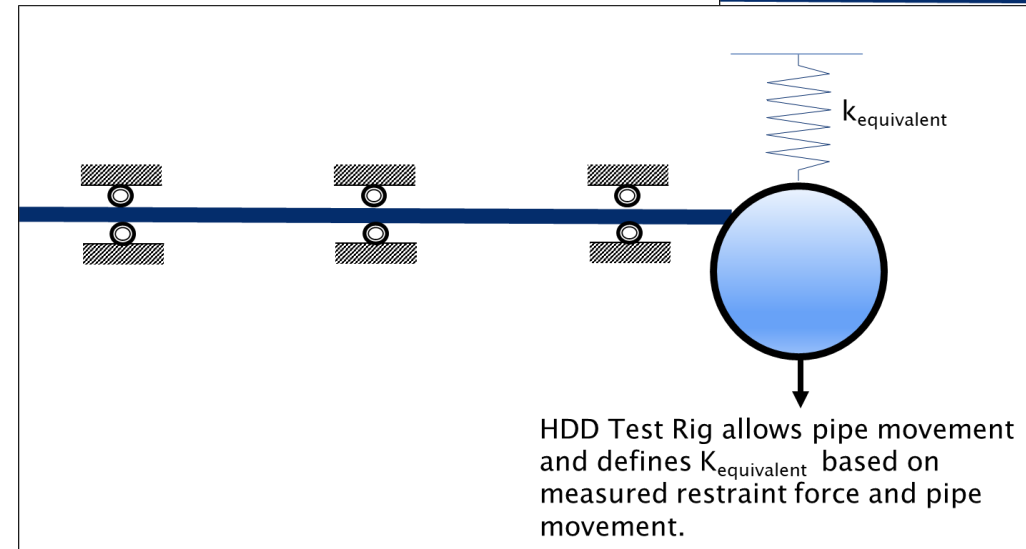 kequivalent
HDD Test Rig allows pipe movement
and defines Kequivalent based on
measured restraint force and pipe
movement.